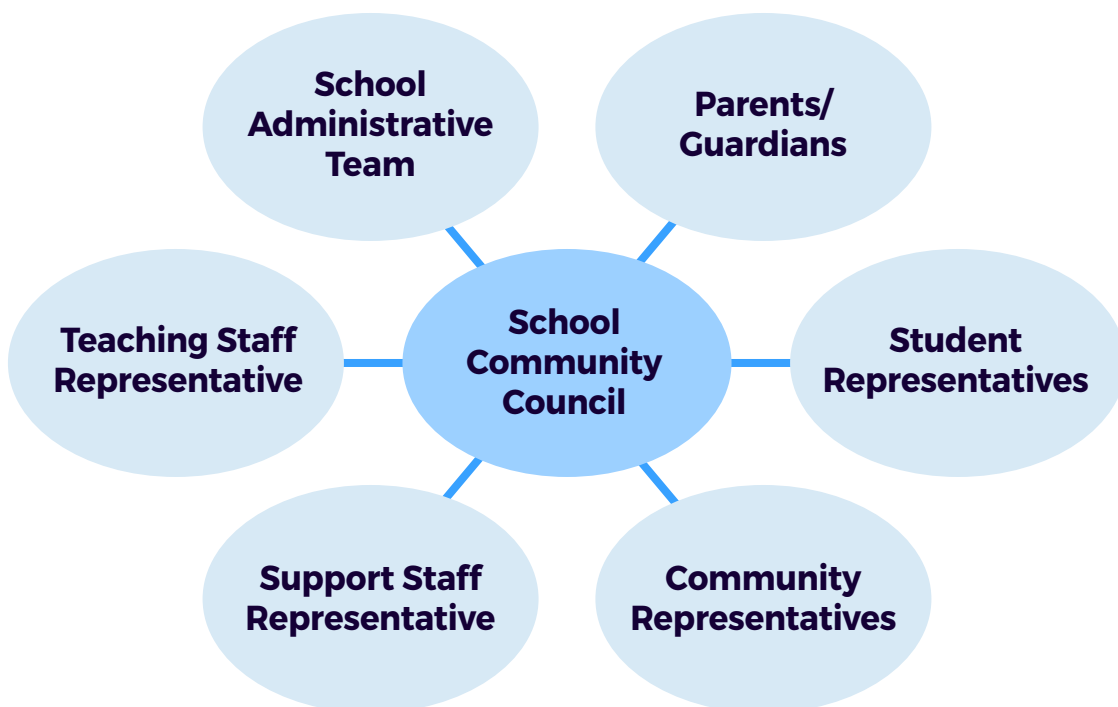 School
Administrative
Team
Parents/
Guardians
Teaching Staff
Representative
School
Community
Council
Student
Representatives
Support Staff
Representative
Community
Representatives